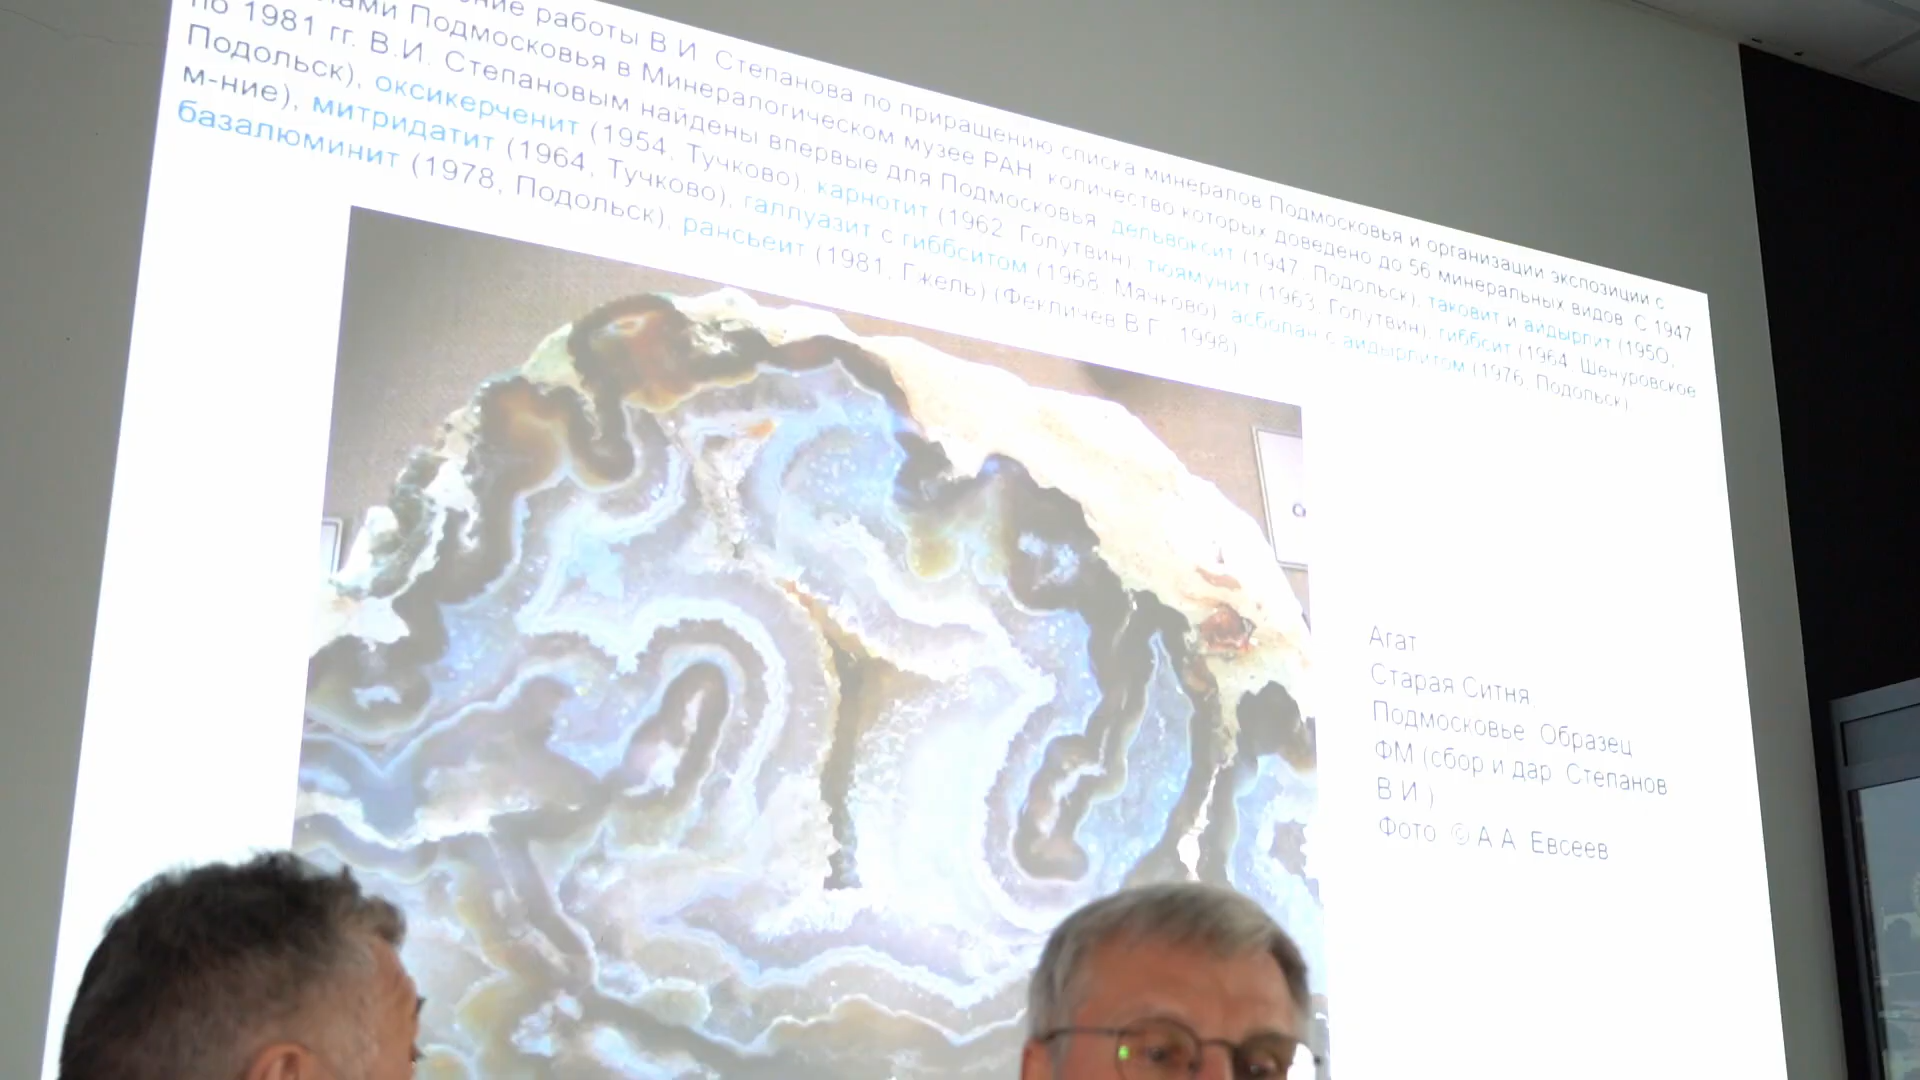 ние работы В.И. Степанова по приращению списка минералов Подмосковья и организации экспозиции с
ами Подмосковья в Минералогическом музее РАН, количество которых доведено до 56 минеральных видов. С 1947
по 1981 гг. В.И. Степановым найдены впервые для Подмосковья: дельвоксит (1947, Подольск), таковит и аидырлит (1950,
Подольск), оксикерченит (1954, Тучково), карнотит (1962, Голутвин), тюямунит (1963, Голутвин), гиббсит (1964, Шенуровское
м-ние), митридатит (1964, Тучково), галлуазит с гиббситом (1968, Мячково), асболан с аидырлитом (1976, Подольск),
базалюминит (1978, Подольск), рансьеит (1981, Гжель) (Фекличев В.Г., 1998)
Агат
Старая Ситня,
Подмосковье. Образец
ФМ (сбор и дар. Степанов
В.И.)
Фото: © А.А. Евсеев